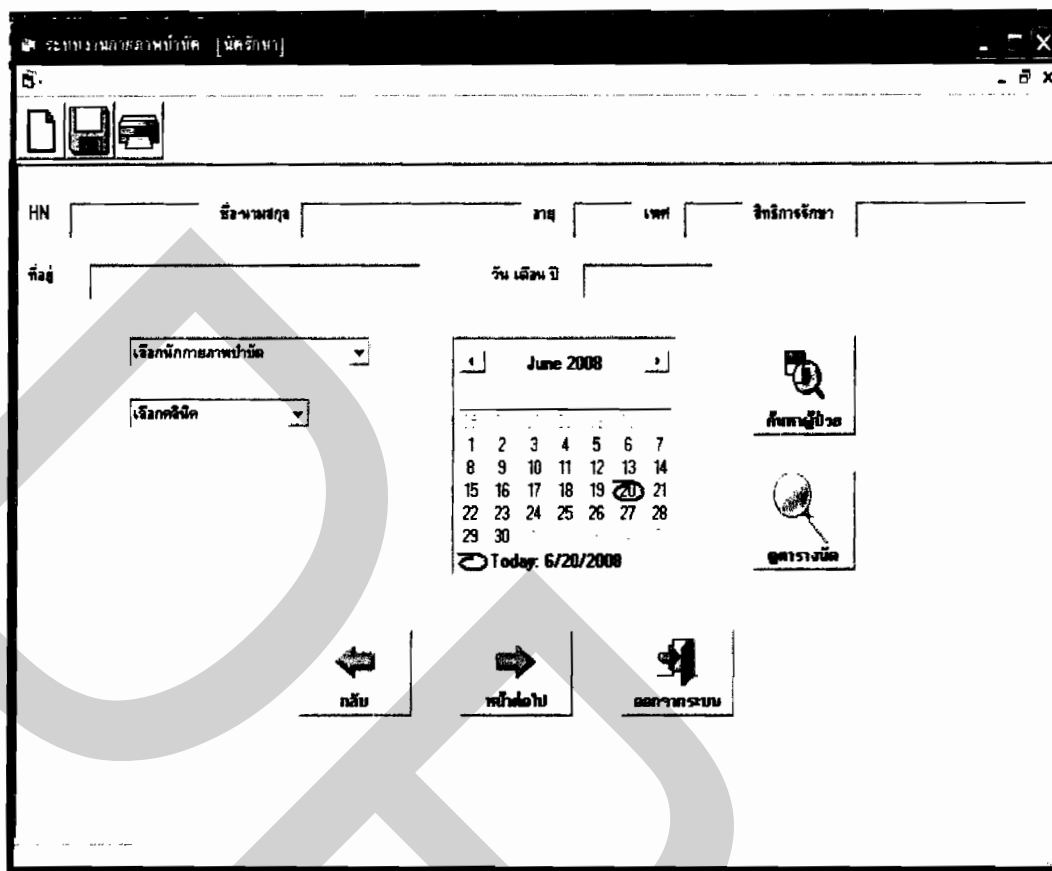 ระบบงานกายภาพบำบัด [นัดรักษา]
HN ชื่อ-นามสกุล อายุ เพศ สิทธิการรักษา
ที่อยู่ วัน เดือน ปี
เลือกนักกายภาพบำบัด
เลือกคลินิค
June 2008
1 2 3 4 5 6 7
8 9 10 11 12 13 14
15 16 17 18 19 20 21
22 23 24 25 26 27 28
29 30
Today: 6/20/2008
ค้นหาผู้ป่วย
ดูตารางนัด
กลับ หน้าต่อไป ออกจากระบบ